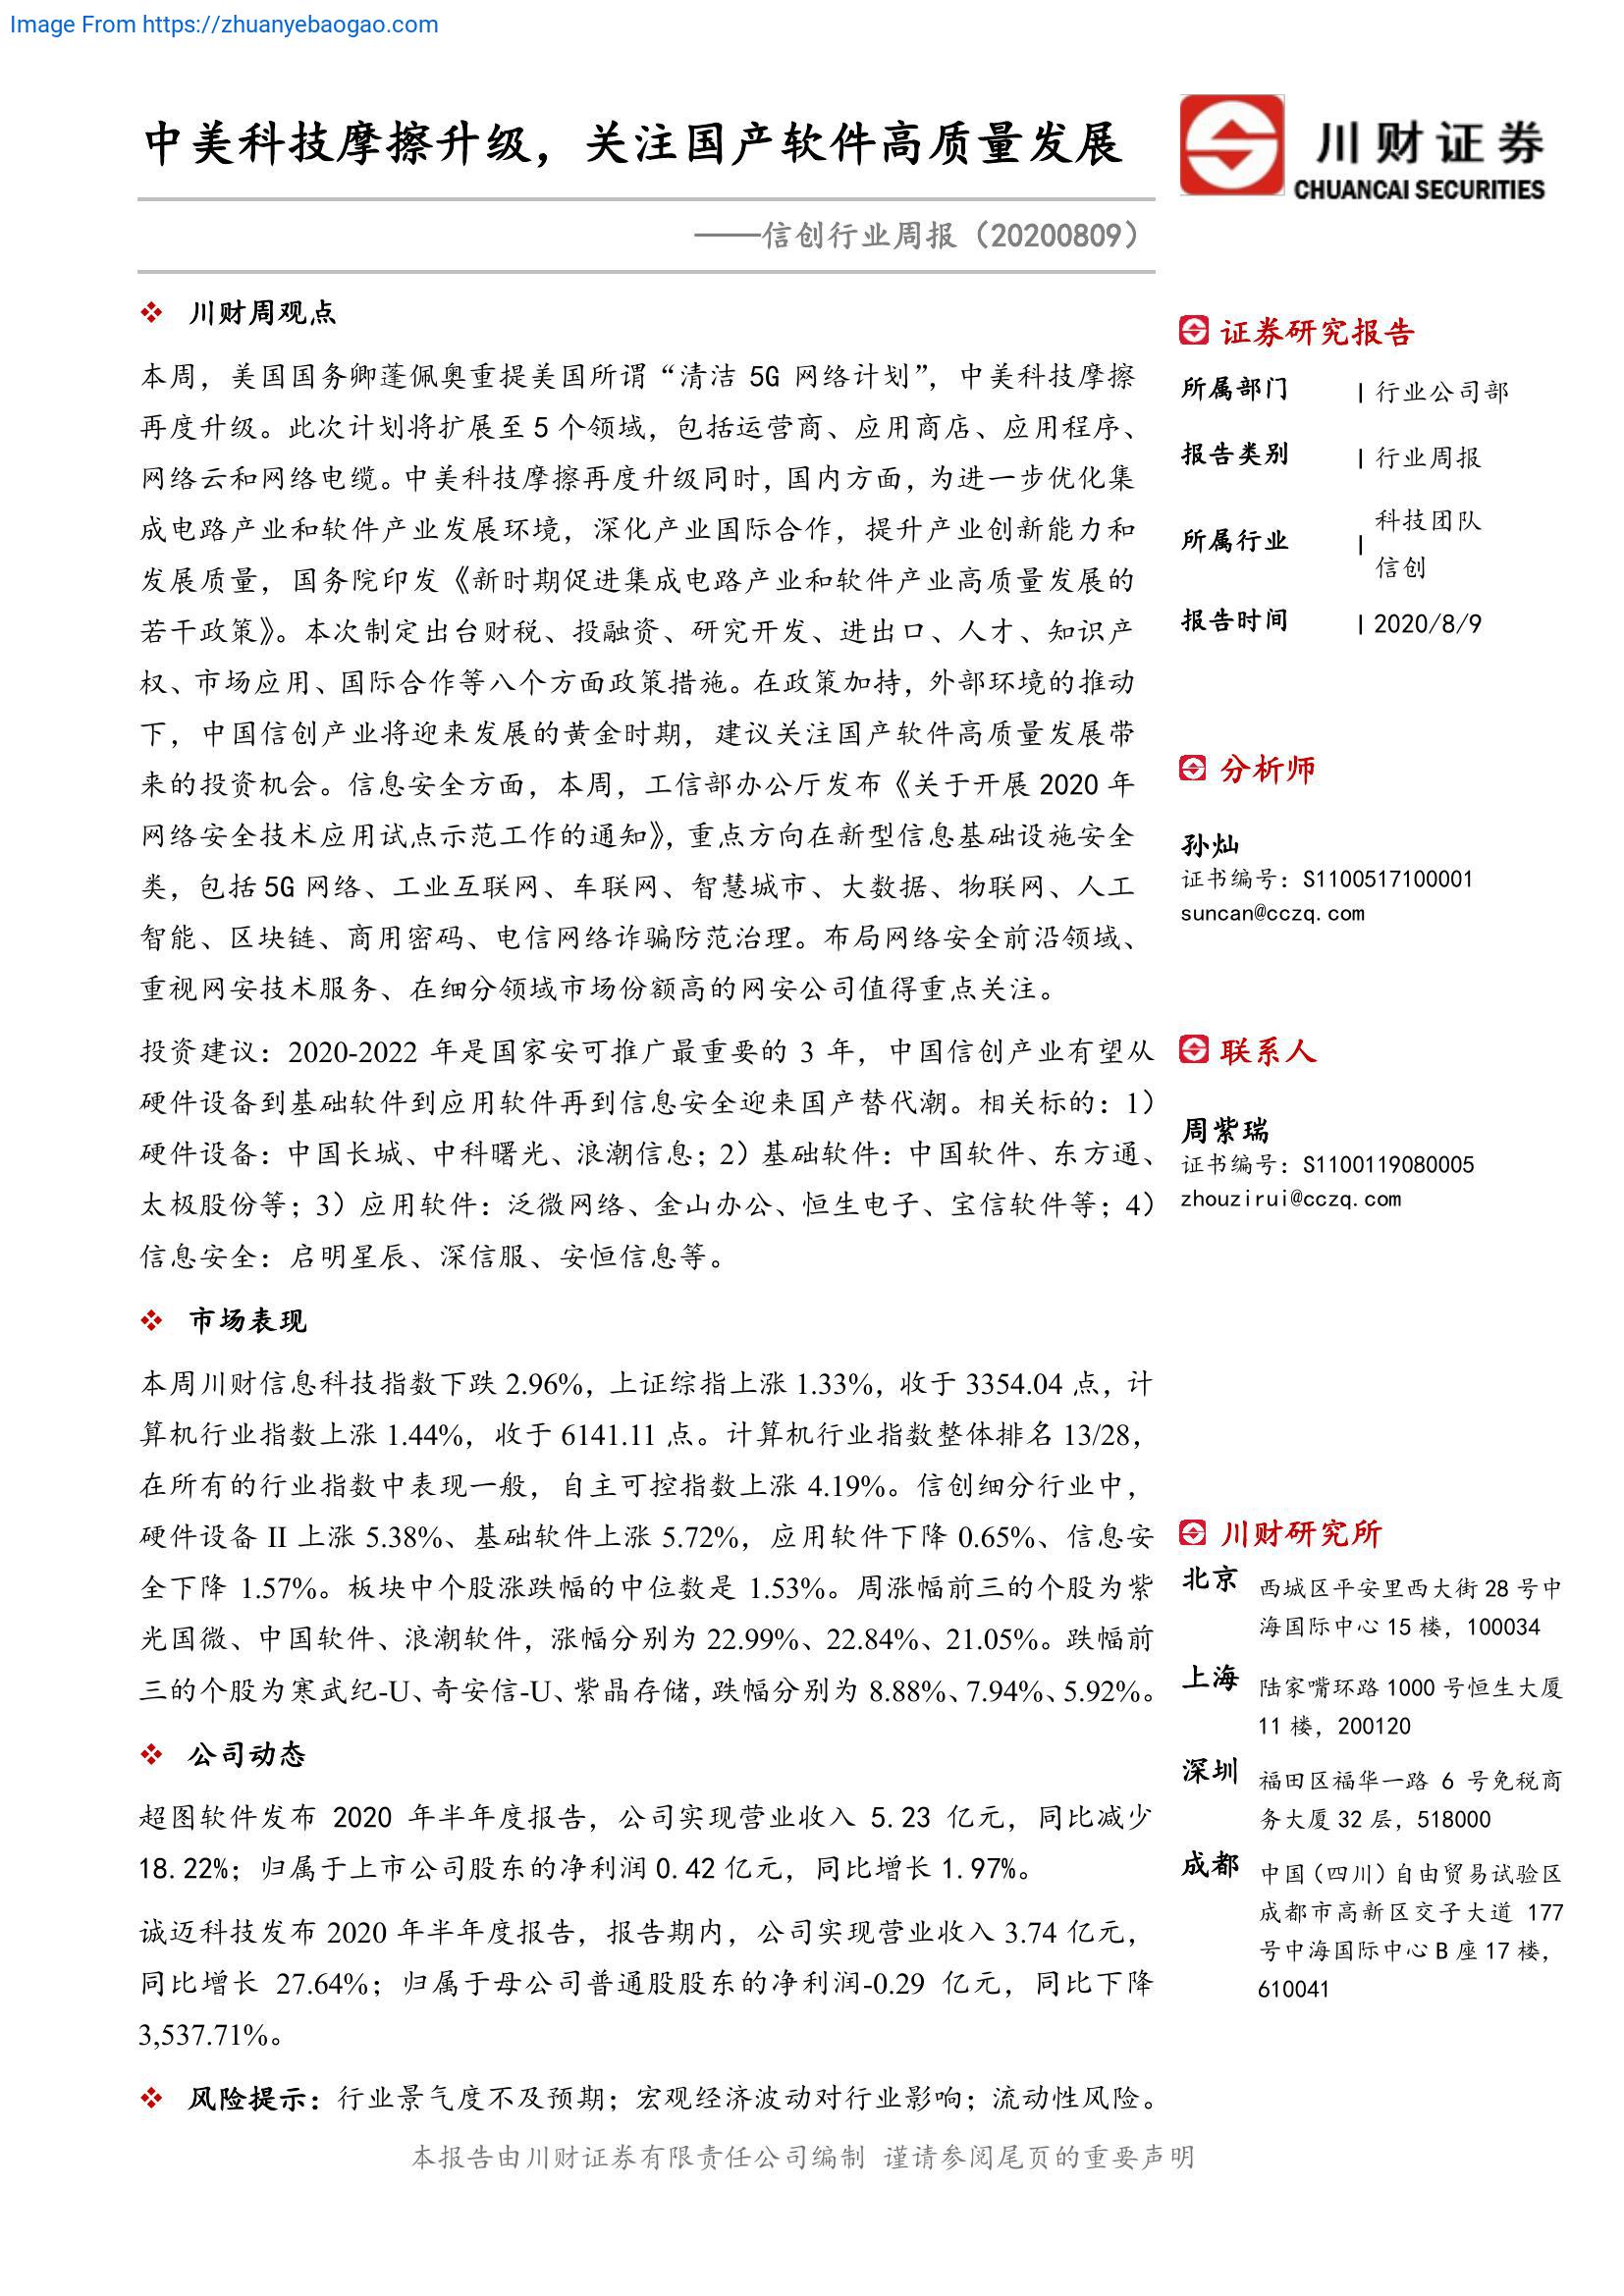 Image From https://zhuanyebaogao.com
中美科技摩擦升级，关注国产软件高质量发展
川财证券
CHUANCAI SECURITIES
——信创行业周报（20200809）
川财周观点
本周，美国国务卿蓬佩奥重提美国所谓“清洁 5G 网络计划”，中美科技摩擦
再度升级。此次计划将扩展至 5 个领域，包括运营商、应用商店、应用程序、
网络云和网络电缆。中美科技摩擦再度升级同时，国内方面，为进一步优化集
成电路产业和软件产业发展环境，深化产业国际合作，提升产业创新能力和
发展质量，国务院印发《新时期促进集成电路产业和软件产业高质量发展的
若干政策》。本次制定出台财税、投融资、研究开发、进出口、人才、知识产
权、市场应用、国际合作等八个方面政策措施。在政策加持，外部环境的推动
下，中国信创产业将迎来发展的黄金时期，建议关注国产软件高质量发展带
来的投资机会。信息安全方面，本周，工信部办公厅发布《关于开展 2020 年
网络安全技术应用试点示范工作的通知》，重点方向在新型信息基础设施安全
类，包括 5G 网络、工业互联网、车联网、智慧城市、大数据、物联网、人工
智能、区块链、商用密码、电信网络诈骗防范治理。布局网络安全前沿领域、
重视网安技术服务、在细分领域市场份额高的网安公司值得重点关注。
投资建议：2020-2022 年是国家安可推广最重要的 3 年，中国信创产业有望从
硬件设备到基础软件到应用软件再到信息安全迎来国产替代潮。相关标的：1）
硬件设备：中国长城、中科曙光、浪潮信息；2）基础软件：中国软件、东方通、
太极股份等；3）应用软件：泛微网络、金山办公、恒生电子、宝信软件等；4）
信息安全：启明星辰、深信服、安恒信息等。
市场表现
本周川财信息科技指数下跌 2.96%，上证综指上涨 1.33%，收于 3354.04 点，计
算机行业指数上涨 1.44%，收于 6141.11 点。计算机行业指数整体排名 13/28，
在所有的行业指数中表现一般，自主可控指数上涨 4.19%。信创细分行业中，
硬件设备 II 上涨 5.38%、基础软件上涨 5.72%，应用软件下降 0.65%、信息安
全下降 1.57%。板块中个股涨跌幅的中位数是 1.53%。周涨幅前三的个股为紫
光国微、中国软件、浪潮软件，涨幅分别为 22.99%、22.84%、21.05%。跌幅前
三的个股为寒武纪-U、奇安信-U、紫晶存储，跌幅分别为 8.88%、7.94%、5.92%。
公司动态
超图软件发布 2020 年半年度报告，公司实现营业收入 5.23 亿元，同比减少
18.22%；归属于上市公司股东的净利润 0.42 亿元，同比增长 1.97%。
诚迈科技发布 2020 年半年度报告，报告期内，公司实现营业收入 3.74 亿元，
同比增长 27.64%；归属于母公司普通股股东的净利润-0.29 亿元，同比下降
3,537.71%。
风险提示：行业景气度不及预期；宏观经济波动对行业影响；流动性风险。
证券研究报告
所属部门 | 行业公司部
报告类别 | 行业周报
所属行业 | 科技团队
信创
报告时间 | 2020/8/9
分析师
孙灿
证书编号：S1100517100001
suncan@cczq.com
联系人
周紫瑞
证书编号：S1100119080005
zhouzirui@cczq.com
川财研究所
北京 西城区平安里西大街 28 号中
海国际中心 15 楼，100034
上海 陆家嘴环路 1000 号恒生大厦
11 楼，200120
深圳 福田区福华一路 6 号免税商
务大厦 32 层，518000
成都 中国（四川）自由贸易试验区
成都市高新区交子大道 177
号中海国际中心 B 座 17 楼，
610041
本报告由川财证券有限责任公司编制 谨请参阅尾页的重要声明